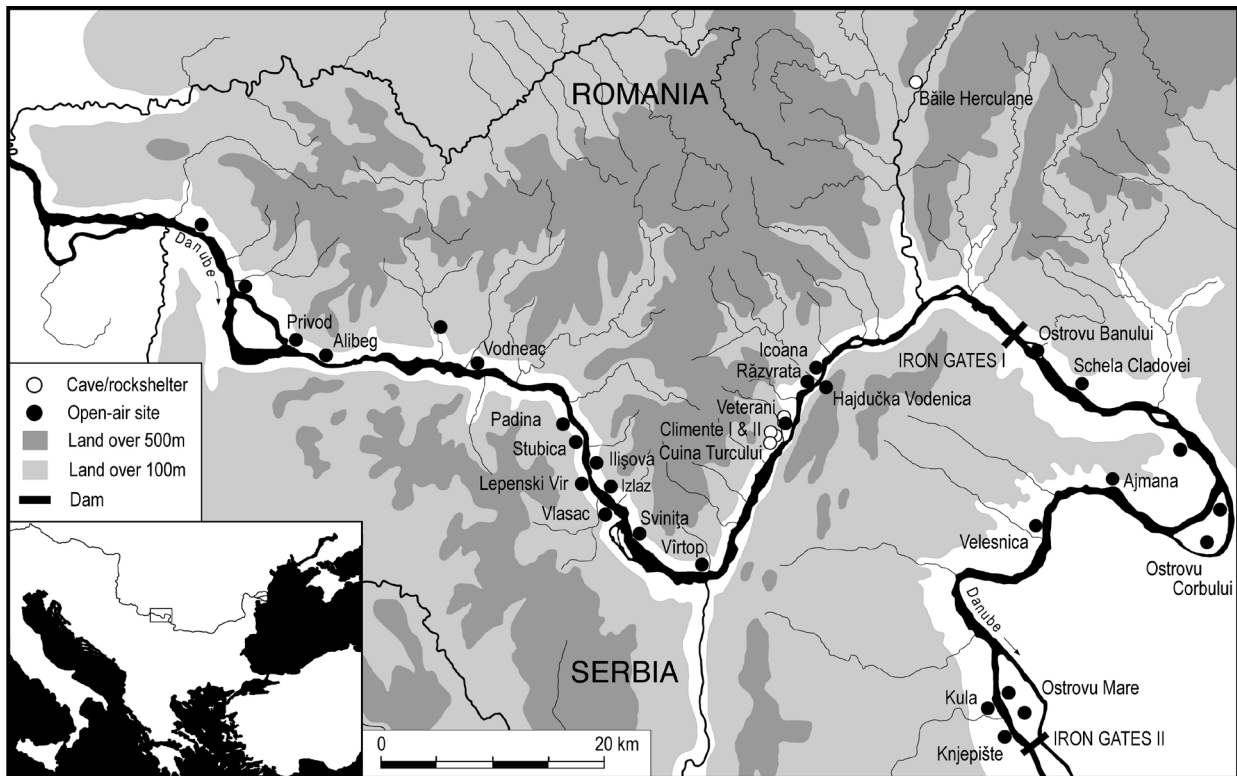 ROMANIA
Băile Herculane
Danube
Privod
Alibeg
Vodneac
Icoana
Răzvrata
IRON GATES I
Ostrovu Banului
Schela Cladovei
Hajdučka Vodenica
Veterani
Climente I & II
Cuina Turcului
Padina
Stubica
Ilişova
Lepenski Vir
Izlaz
Vlasac
Sviniţa
Vîrtop
Ajmana
Velesnica
Ostrovu
Corbului
Danube
SERBIA
Kula
Ostrovu Mare
Knjepište
IRON GATES II
Cave/rockshelter
Open-air site
Land over 500m
Land over 100m
Dam
0 20 km